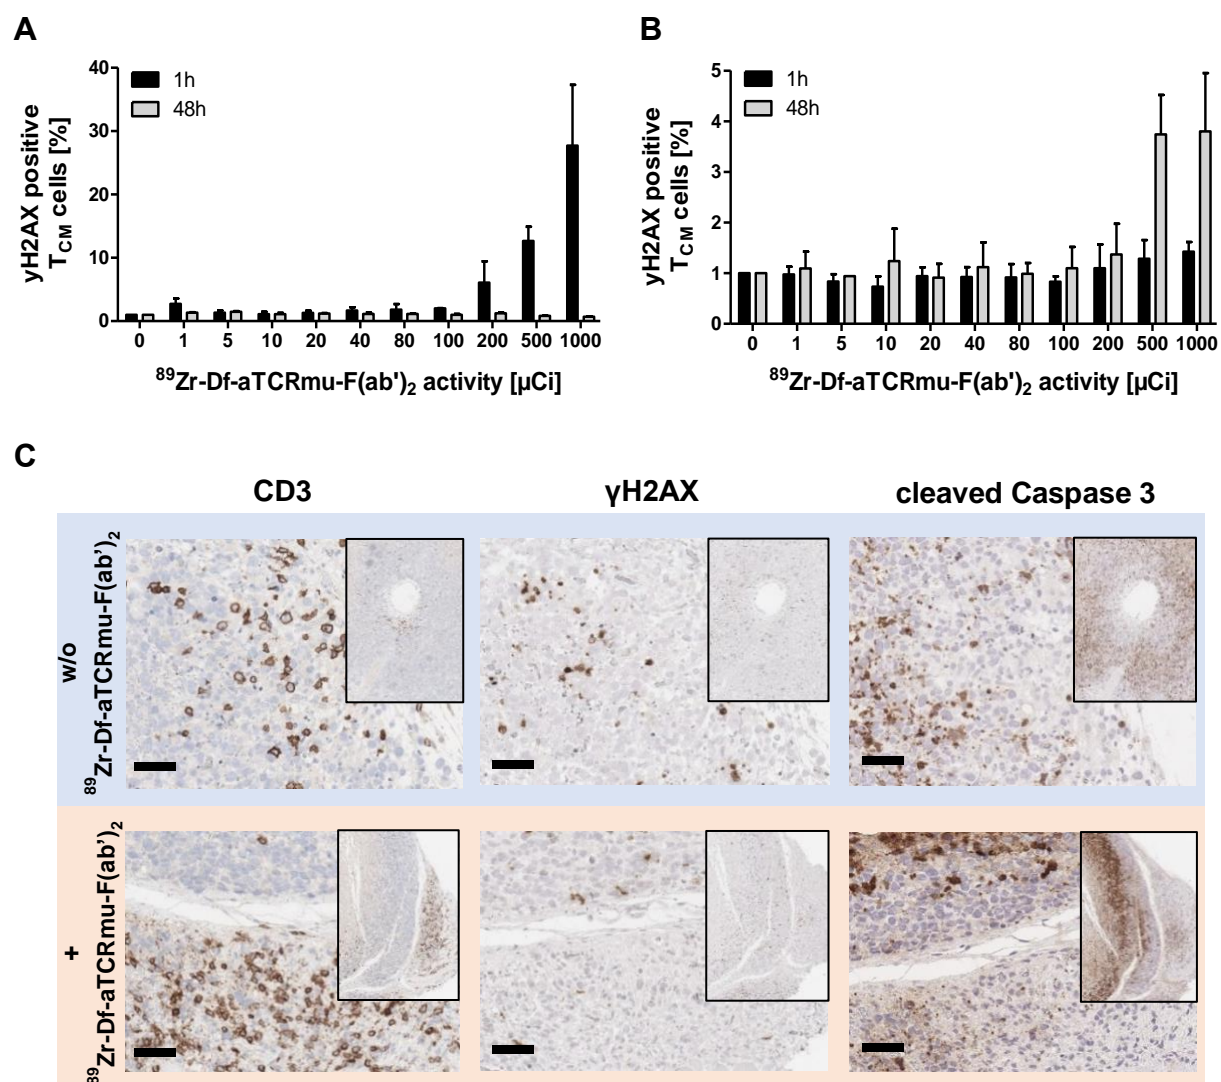 A
yH2AX positive
T_CM cells [%]
40
30
20
10
0
1h
48h
0 1 5 10 20 40 80 100 200 500 1000
⁸⁹Zr-Df-aTCRmu-F(ab')₂ activity [µCi]
B
yH2AX positive
T_CM cells [%]
5
4
3
2
1
0
1h
48h
0 1 5 10 20 40 80 100 200 500 1000
⁸⁹Zr-Df-aTCRmu-F(ab')₂ activity [µCi]
C
CD3 γH2AX cleaved Caspase 3
w/o
⁸⁹Zr-Df-aTCRmu-F(ab’)₂
+
⁸⁹Zr-Df-aTCRmu-F(ab’)₂